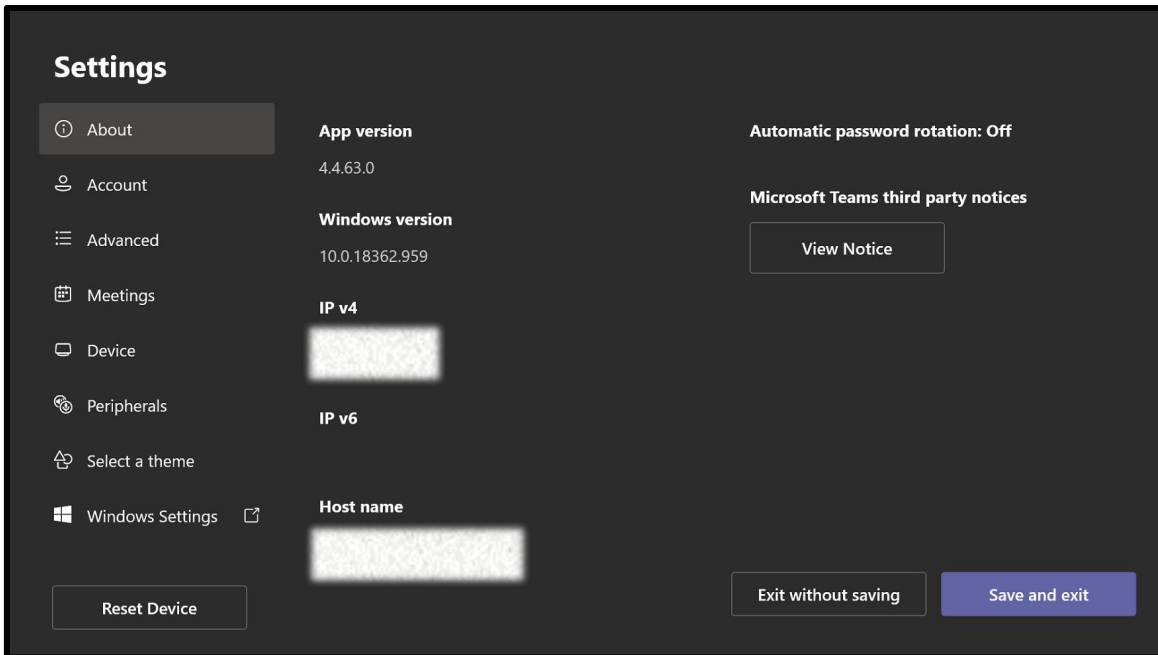 Settings
About
Account
Advanced
Meetings
Device
Peripherals
Select a theme
Windows Settings
Reset Device
App version
4.4.63.0
Windows version
10.0.18362.959
IP v4
IP v6
Host name
Automatic password rotation: Off
Microsoft Teams third party notices
View Notice
Exit without saving
Save and exit